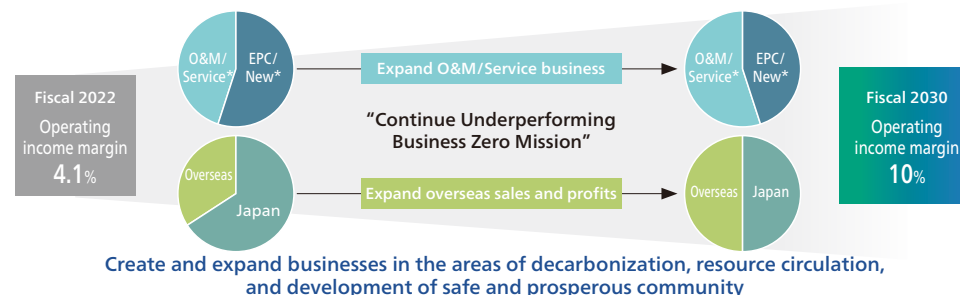 Fiscal 2022
Operating
income margin
4.1%
O&M/
Service*
EPC/
New*
Expand O&M/Service business
O&M/
Service*
EPC/
New*
"Continue Underperforming
Business Zero Mission"
Overseas
Japan
Expand overseas sales and profits
Overseas
Japan
Fiscal 2030
Operating
income margin
10%
Create and expand businesses in the areas of decarbonization, resource circulation,
and development of safe and prosperous community